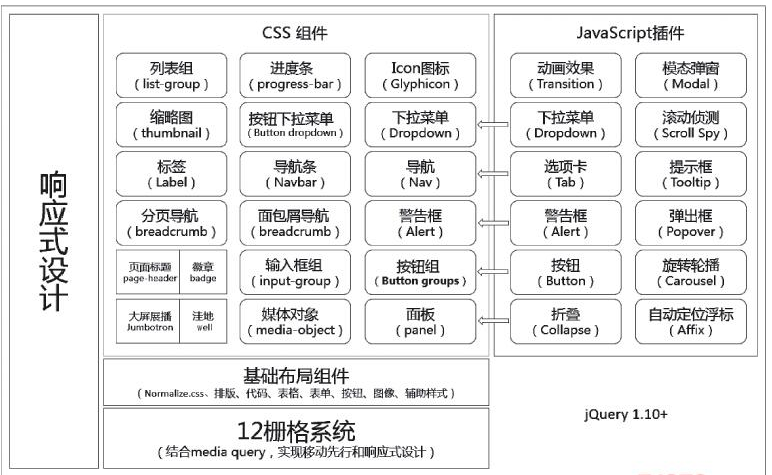 响应式设计
CSS 组件
列表组
(list-group)
进度条
(progress-bar)
Icon图标
(Glyphicon)
缩略图
(thumbnail)
按钮下拉菜单
(Button dropdown)
下拉菜单
(Dropdown)
标签
(Label)
导航条
(Navbar)
导航
(Nav)
分页导航
(breadcrumb)
面包屑导航
(breadcrumb)
警告框
(Alert)
页面标题
page-header
徽章
badge
输入框组
(input-group)
按钮组
(Button groups)
大屏展播
Jumbotron
洼地
well
媒体对象
(media-object)
面板
(panel)
JavaScript插件
动画效果
(Transition)
模态弹窗
(Modal)
下拉菜单
(Dropdown)
滚动侦测
(Scroll Spy)
选项卡
(Tab)
提示框
(Tooltip)
警告框
(Alert)
弹出框
(Popover)
按钮
(Button)
旋转轮播
(Carousel)
折叠
(Collapse)
自动定位浮标
(Affix)
基础布局组件
(Normalize.css、排版、代码、表格、表单、按钮、图像、辅助样式)
12栅格系统
(结合media query，实现移动先行和响应式设计)
jQuery 1.10+